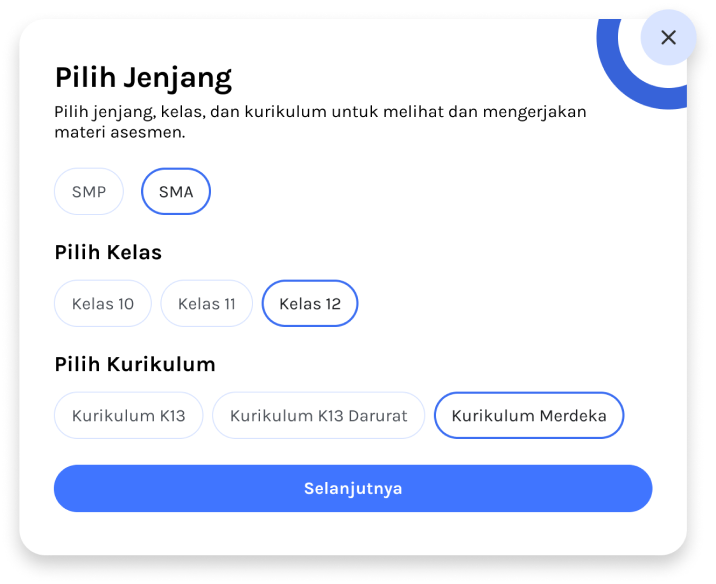 Pilih Jenjang
Pilih jenjang, kelas, dan kurikulum untuk melihat dan mengerjakan
materi asesmen.
SMP SMA
Pilih Kelas
Kelas 10 Kelas 11 Kelas 12
Pilih Kurikulum
Kurikulum K13 Kurikulum K13 Darurat Kurikulum Merdeka
Selanjutnya